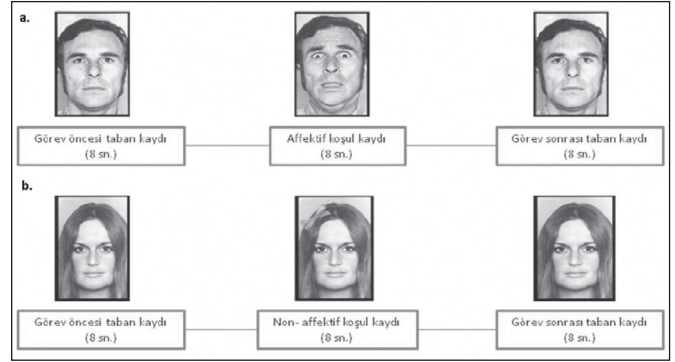 a.
Görev öncesi taban kaydı
(8 sn.)
Affektif koşul kaydı
(8 sn.)
Görev sonrası taban kaydı
(8 sn.)
b.
Görev öncesi taban kaydı
(8 sn.)
Non- affektif koşul kaydı
(8 sn.)
Görev sonrası taban kaydı
(8 sn.)